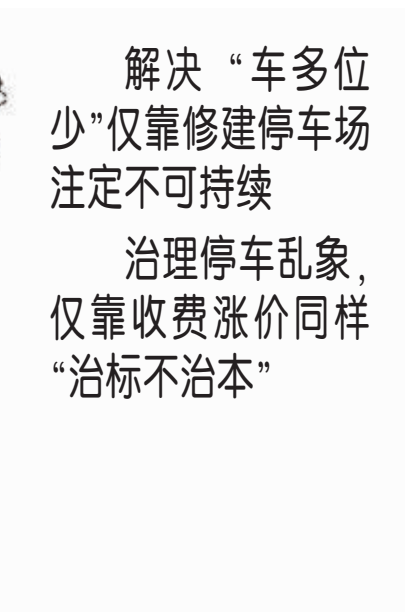 解决“车多位
少”仅靠修建停车场
注定不可持续
治理停车乱象，
仅靠收费涨价同样
“治标不治本”